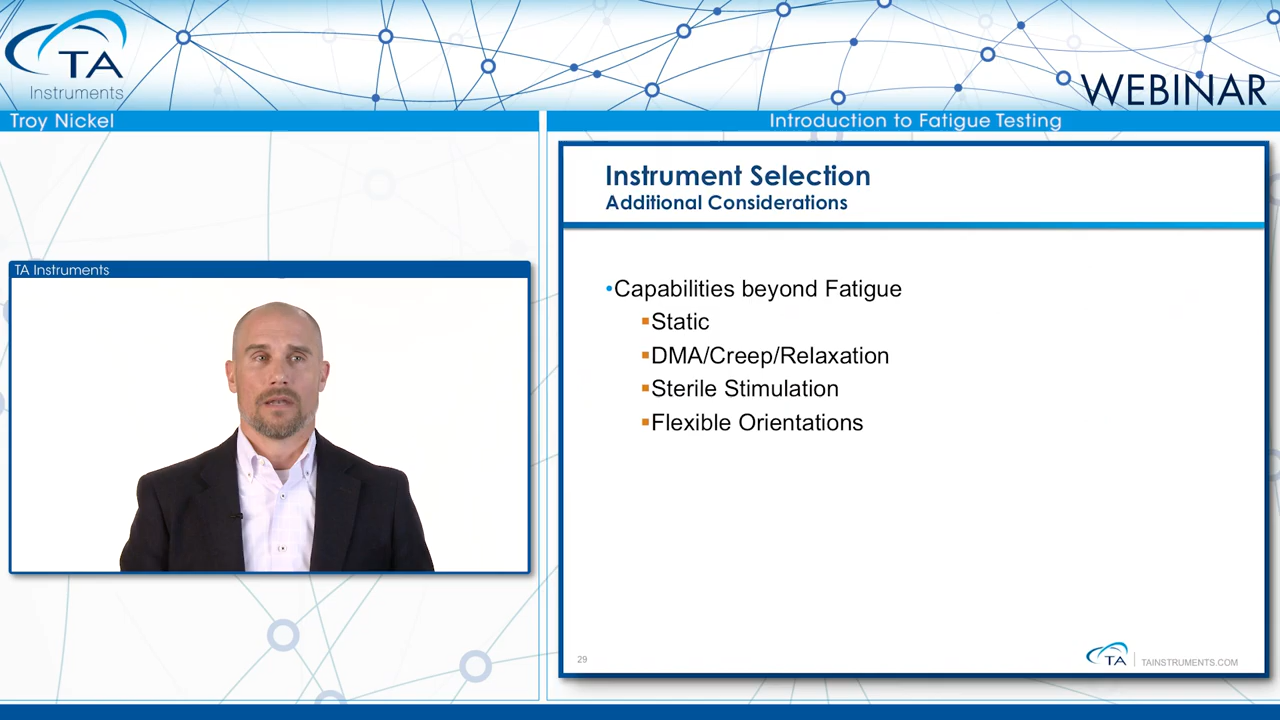 TA
Instruments
WEBINAR
Troy Nickel
Introduction to Fatigue Testing
TA Instruments
Instrument Selection
Additional Considerations
•Capabilities beyond Fatigue
▪Static
▪DMA/Creep/Relaxation
▪Sterile Stimulation
▪Flexible Orientations
29
TA
TAINSTRUMENTS.COM